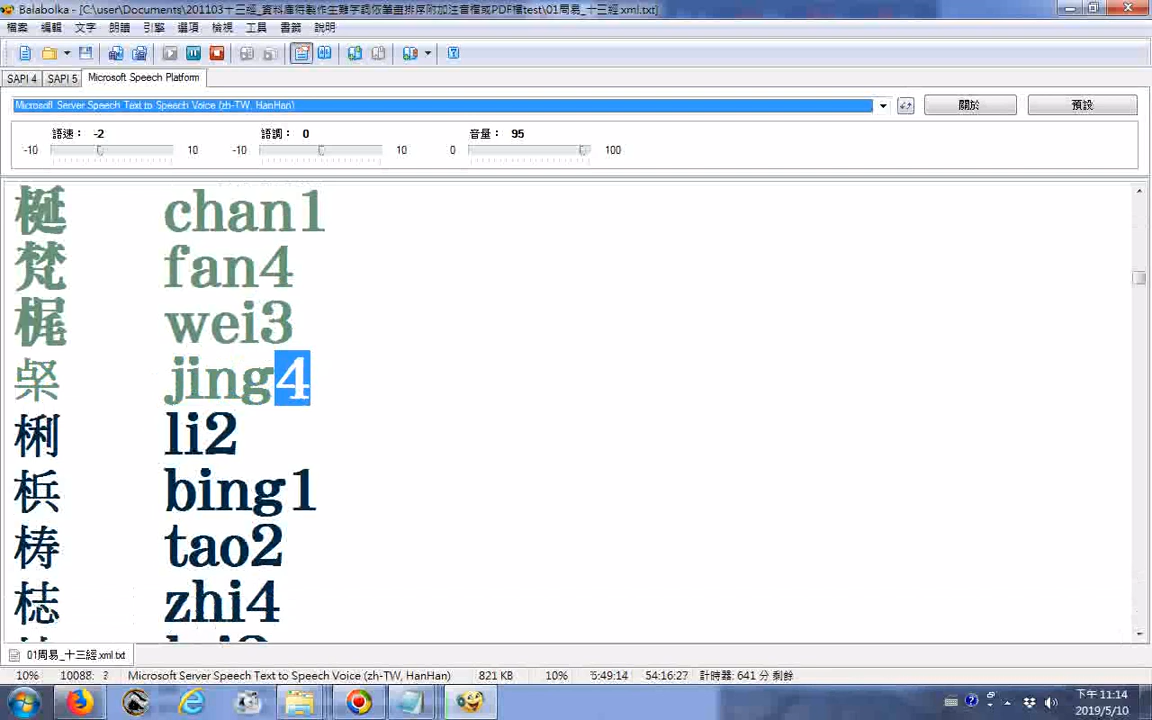 Balabolka - [C:\user\Documents\201103十三經_資料庫待製作生難字詞依筆畫排序附加注音檔或PDF檔test\01周易_十三經.xml.txt]
檔案 編輯 文字 朗讀 引擎 選項 檢視 工具 書籤 說明
SAPI 4 SAPI 5 Microsoft Speech Platform
Microsoft Server Speech Text to Speech Voice (zh-TW, HanHan) 關於 預設
語速： -2 語調： 0 音量： 95
-10 10 -10 10 0 100
梴 chan1
梵 fan4
梶 wei3
jing4
梸 li2
梹 bing1
梼 tao2
梽 zhi4
01周易_十三經.xml.txt
10% 10088: ? Microsoft Server Speech Text to Speech Voice (zh-TW, HanHan) 821 KB 10% 5:49:14 54:16:27 計時器: 641 分 剩餘
下午 11:14
2019/5/10